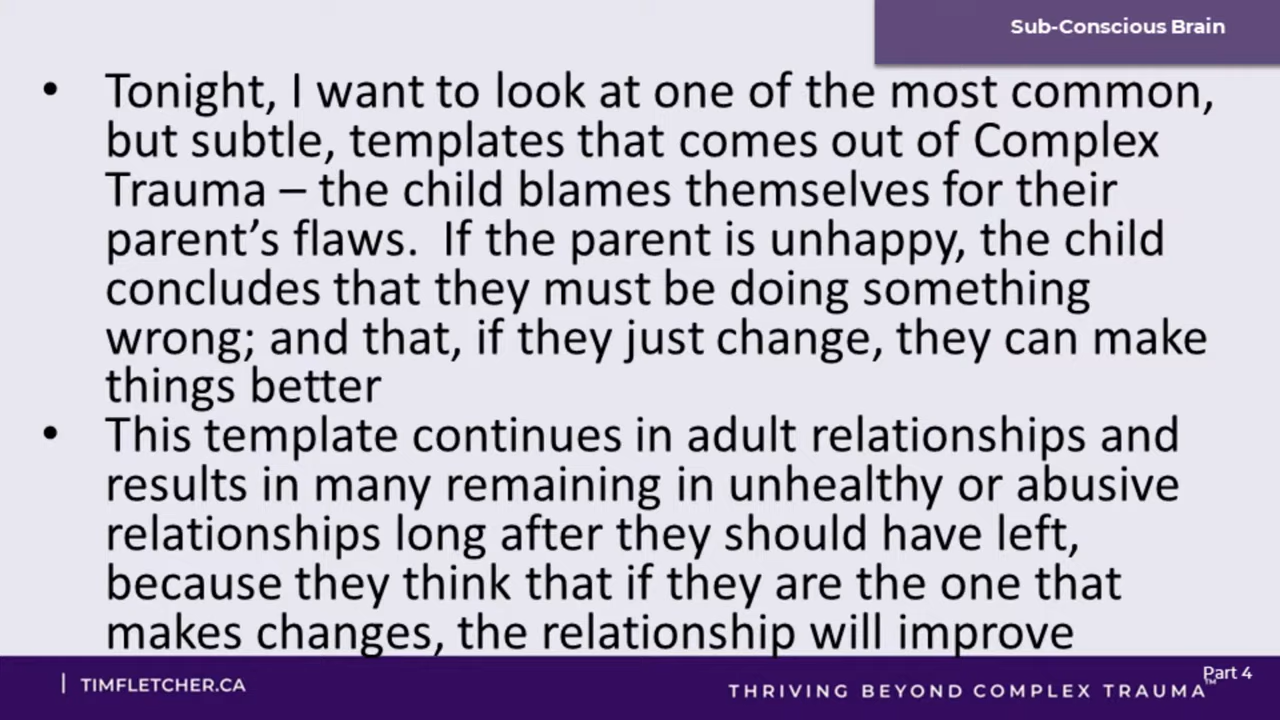 Sub-Conscious Brain
• Tonight, I want to look at one of the most common,
but subtle, templates that comes out of Complex
Trauma – the child blames themselves for their
parent’s flaws.  If the parent is unhappy, the child
concludes that they must be doing something
wrong; and that, if they just change, they can make
things better
• This template continues in adult relationships and
results in many remaining in unhealthy or abusive
relationships long after they should have left,
because they think that if they are the one that
makes changes, the relationship will improve
| TIMFLETCHER.CA
Part 4
THRIVING BEYOND COMPLEX TRAUMA™